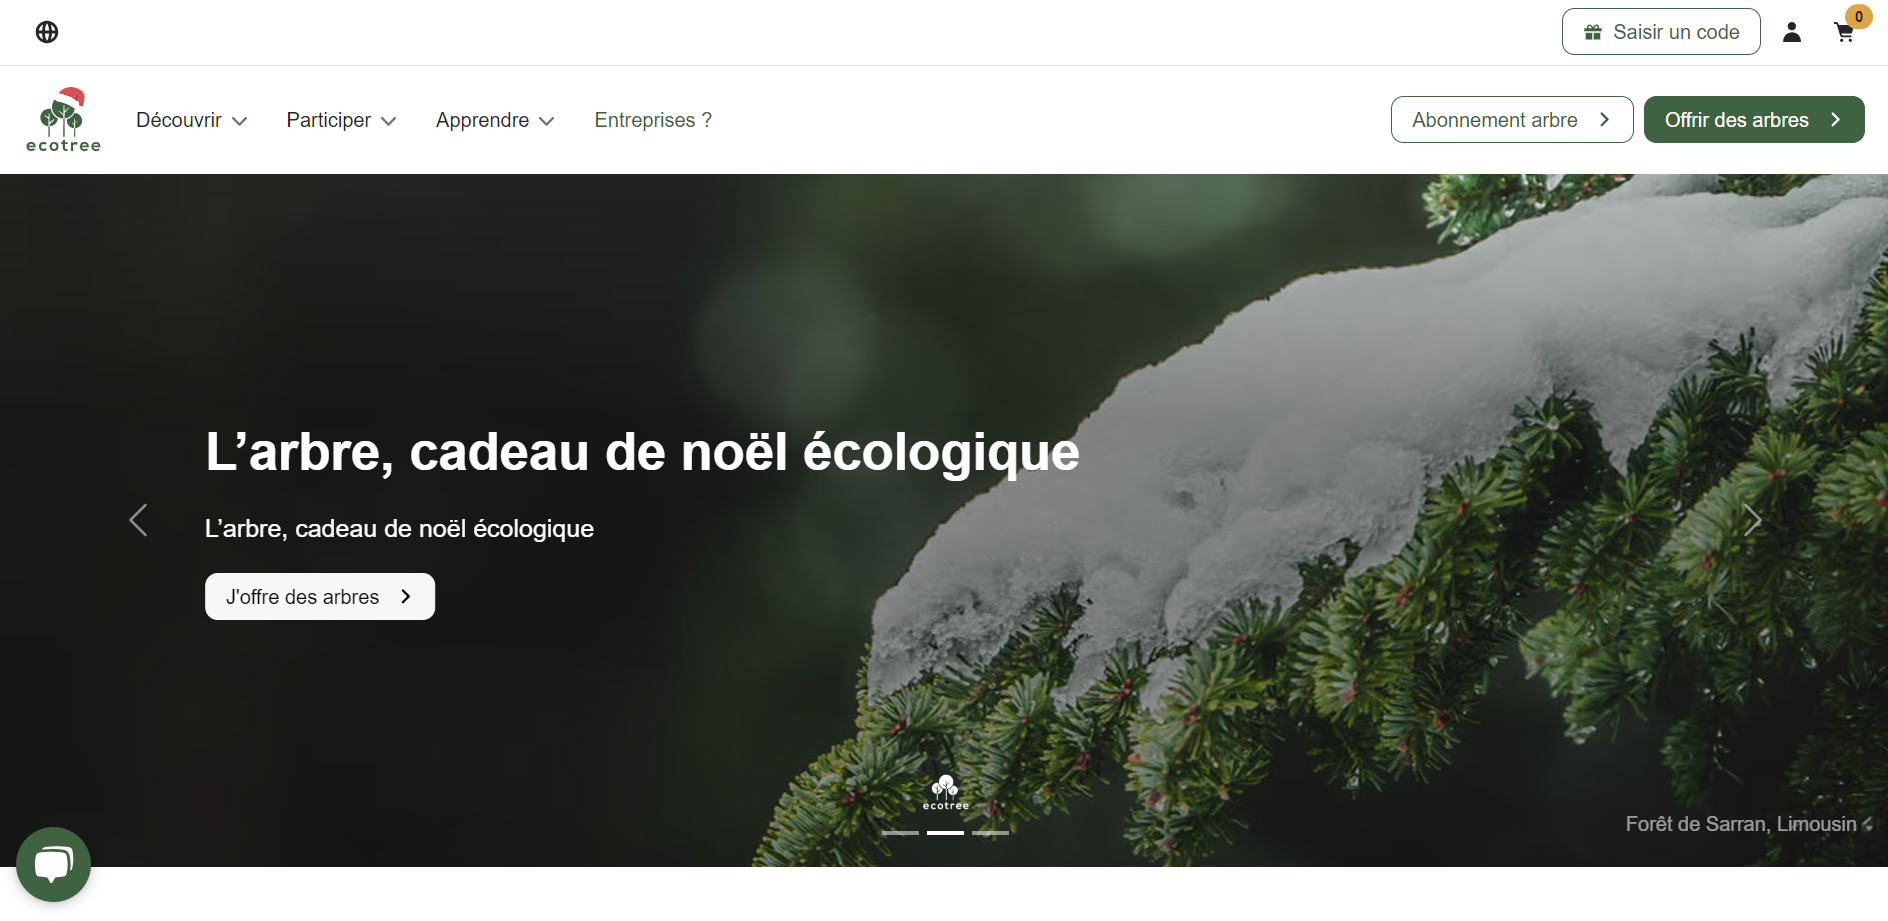 Saisir un code
0
ecotree
Découvrir
Participer
Apprendre
Entreprises ?
Abonnement arbre
Offrir des arbres
L’arbre, cadeau de noël écologique
L’arbre, cadeau de noël écologique
J'offre des arbres
ecotree
Forêt de Sarran, Limousin